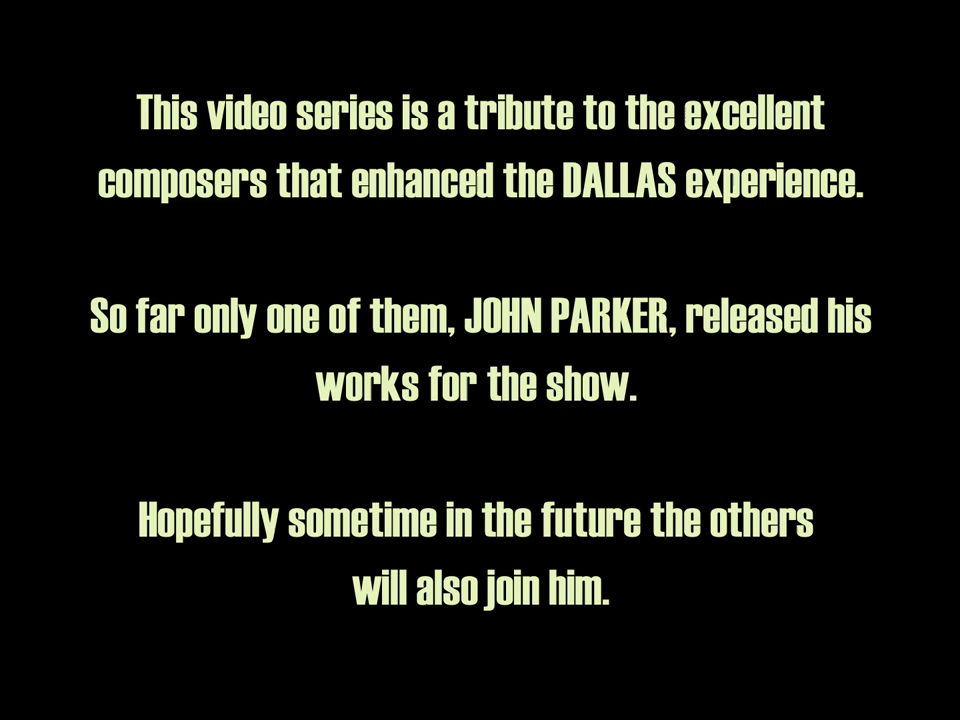 This video series is a tribute to the excellent
composers that enhanced the DALLAS experience.
So far only one of them, JOHN PARKER, released his
works for the show.
Hopefully sometime in the future the others
will also join him.